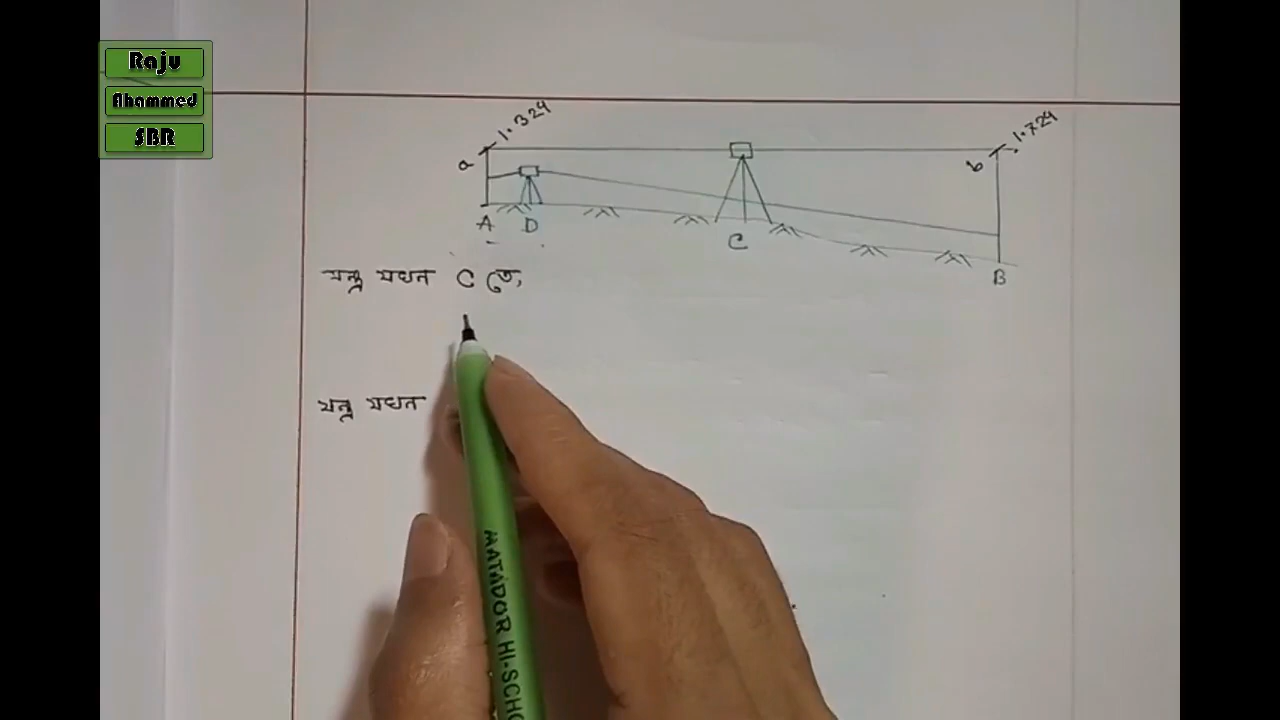 Raju
Ahammed
SBR
1.324
1.724
a
b
A
D
C
B
যন্ত্র যখন C তে,
যন্ত্র যখন
MATADOR HI-SCHO